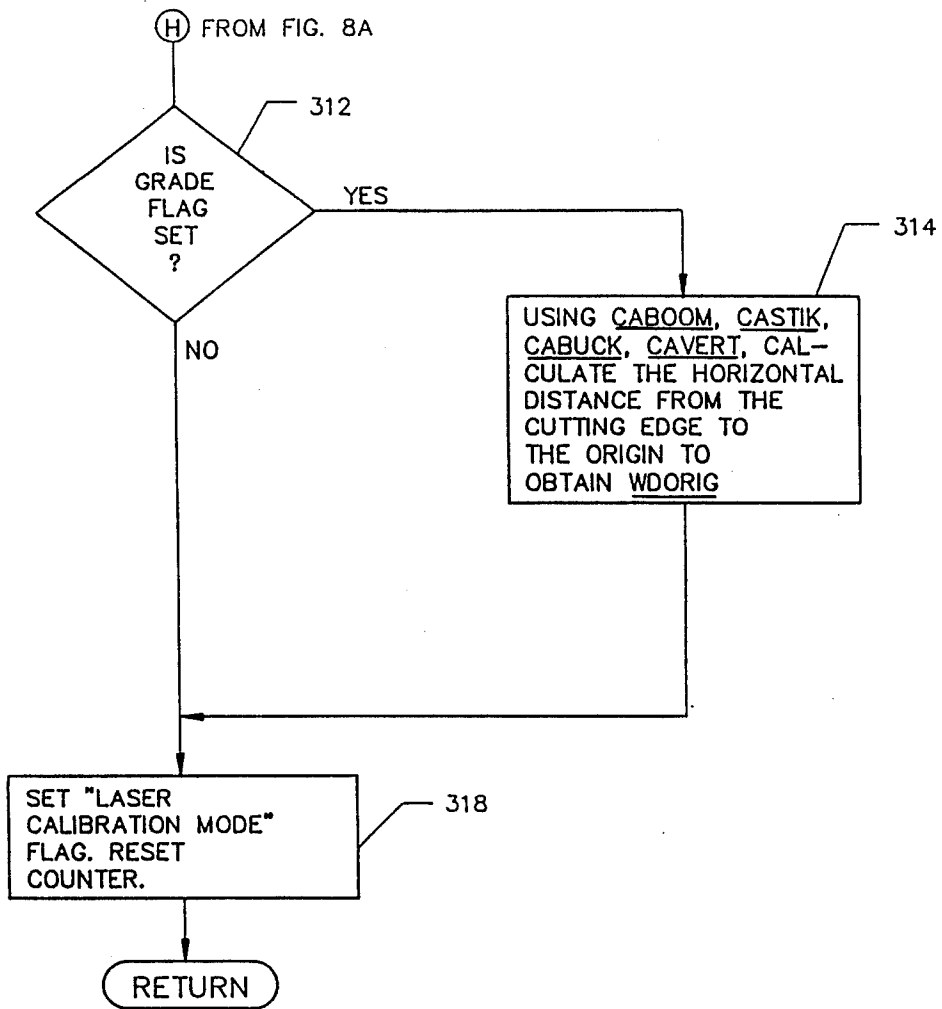 H FROM FIG. 8A
312
IS
GRADE
FLAG
SET
?
YES
NO
314
USING CABOOM, CASTIK,
CABUCK, CAVERT, CAL-
CULATE THE HORIZONTAL
DISTANCE FROM THE
CUTTING EDGE TO
THE ORIGIN TO
OBTAIN WDORIG
SET "LASER
CALIBRATION MODE"
FLAG. RESET
COUNTER.
318
RETURN